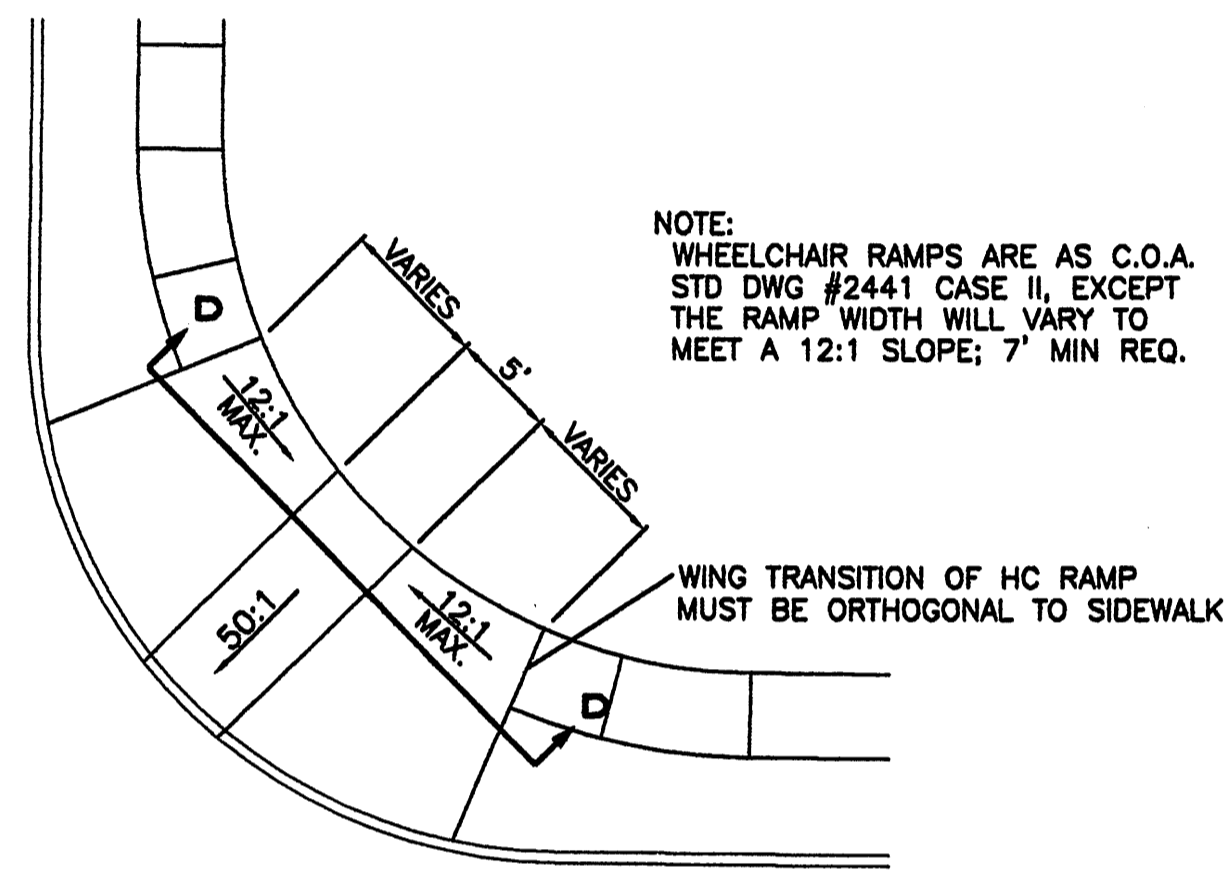 NOTE:
WHEELCHAIR RAMPS ARE AS C.O.A.
STD DWG #2441 CASE II, EXCEPT
THE RAMP WIDTH WILL VARY TO
MEET A 12:1 SLOPE; 7' MIN REQ.
VARIES
5'
VARIES
D
12:1
MAX.
50:1
12:1
MAX.
WING TRANSITION OF HC RAMP
MUST BE ORTHOGONAL TO SIDEWALK
D